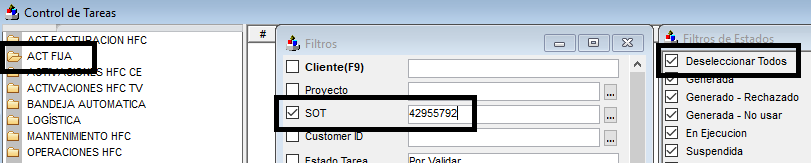 Control de Tareas
ACT FACTURACION HFC
ACT FIJA
ACTIVACIONES HFC CE
ACTIVACIONES HFC TV
BANDEJA AUTOMATICA
LOGÍSTICA
MANTENIMIENTO HFC
OPERACIONES HFC
#
Filtros
Cliente(F9)
Proyecto
...
SOT
42955792
...
Customer ID
...
Estado Tarea
Por Validar
Filtros de Estados
Deseleccionar Todos
Generada
Generado - Rechazado
Generada - No usar
En Ejecucion
Suspendida